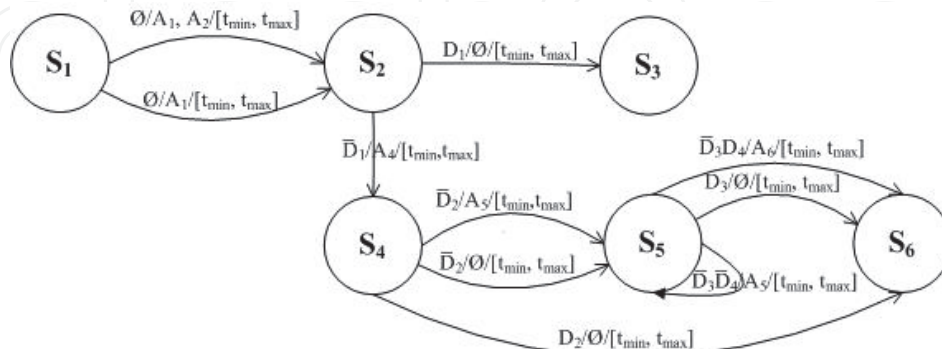 Ø/A₁, A₂/[tₘᵢₙ, tₘₐₓ]
S₁
S₂
D₁/Ø/[tₘᵢₙ, tₘₐₓ]
S₃
Ø/A₁/[tₘᵢₙ, tₘₐₓ]
D̅₁/A₄/[tₘᵢₙ,tₘₐₓ]
D̅₃D₄/A₆/[tₘᵢₙ, tₘₐₓ]
D₃/Ø/[tₘᵢₙ, tₘₐₓ]
D̅₂/A₅/[tₘᵢₙ,tₘₐₓ]
S₄
S₅
S₆
D̅₂/Ø/[tₘᵢₙ, tₘₐₓ]
D̅₃D̅₄/A₅/[tₘᵢₙ, tₘₐₓ]
D₂/Ø/[tₘᵢₙ, tₘₐₓ]